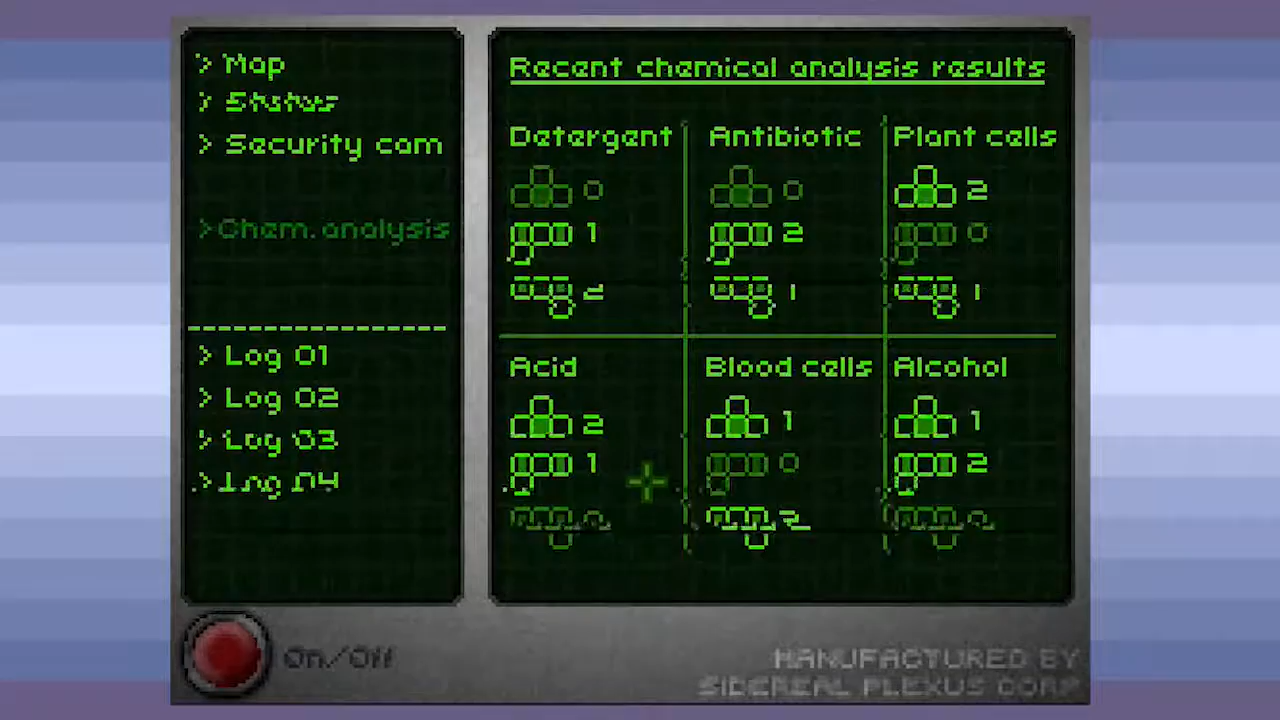 > Map
> Status
> Security cam
>Chem. analysis
> Log 01
> Log 02
> Log 03
> Log 04
Recent chemical analysis results
Detergent
0
1
2
Antibiotic
0
2
1
Plant cells
2
0
1
Acid
2
1
0
Blood cells
1
0
2
Alcohol
1
2
0
On/Off
MANUFACTURED BY
SIDEREAL PLEXUS CORP